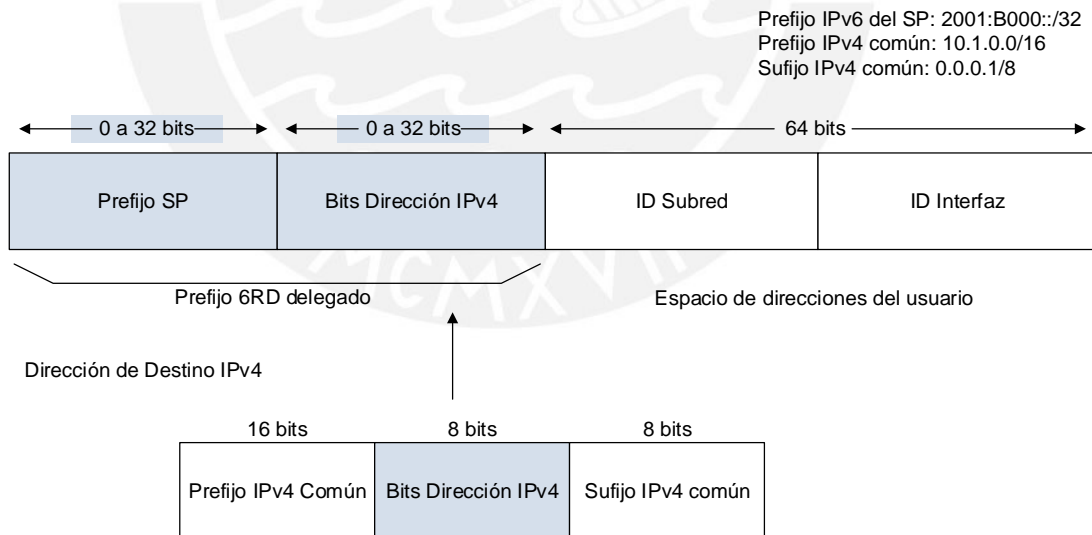 Prefijo IPv6 del SP: 2001:B000::/32
Prefijo IPv4 común: 10.1.0.0/16
Sufijo IPv4 común: 0.0.0.1/8
0 a 32 bits
0 a 32 bits
64 bits
Prefijo SP
Bits Dirección IPv4
ID Subred
ID Interfaz
MCMXVII
Prefijo 6RD delegado
Espacio de direcciones del usuario
Dirección de Destino IPv4
16 bits
8 bits
8 bits
Prefijo IPv4 Común
Bits Dirección IPv4
Sufijo IPv4 común